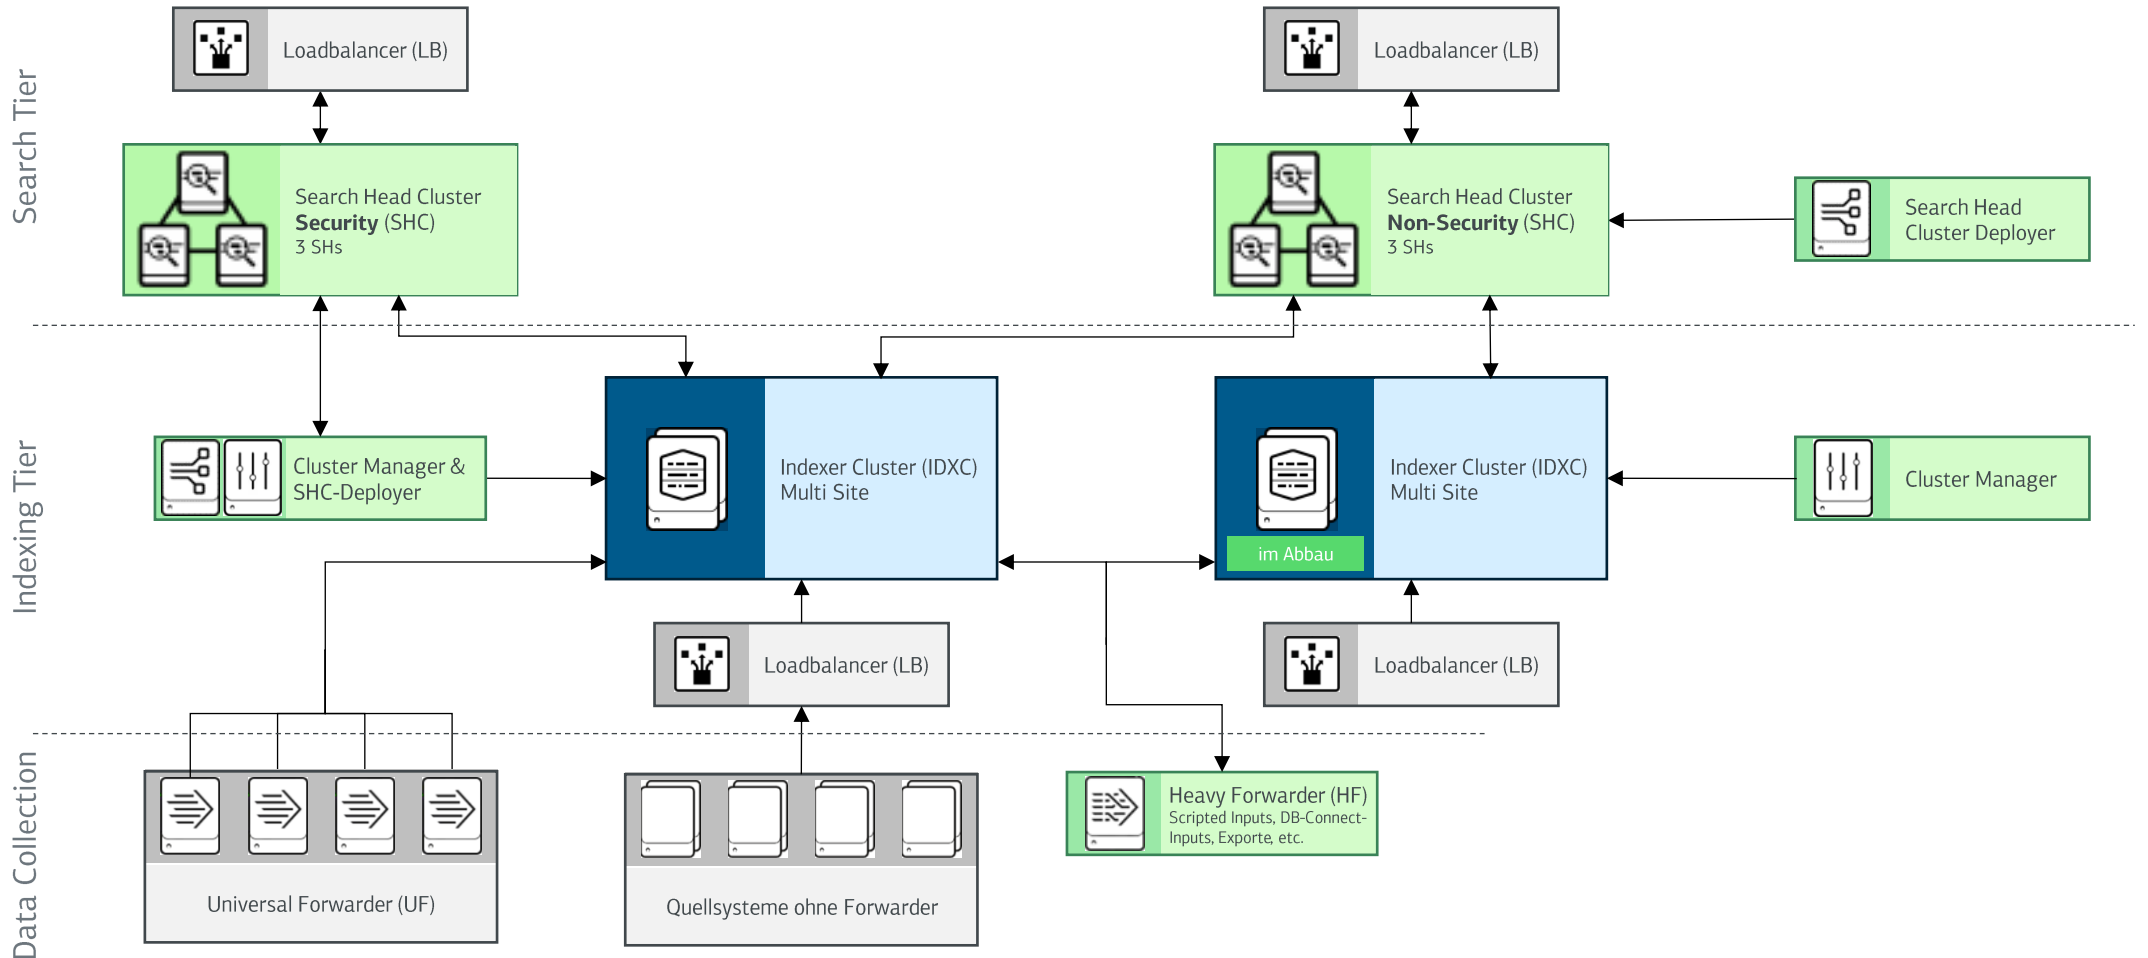 Search Tier
Loadbalancer (LB)
Loadbalancer (LB)
Search Head Cluster
Security (SHC)
3 SHs
Search Head Cluster
Non-Security (SHC)
3 SHs
Search Head
Cluster Deployer
Indexing Tier
Cluster Manager &
SHC-Deployer
Indexer Cluster (IDXC)
Multi Site
Indexer Cluster (IDXC)
Multi Site
im Abbau
Cluster Manager
Loadbalancer (LB)
Loadbalancer (LB)
Data Collection
Universal Forwarder (UF)
Quellsysteme ohne Forwarder
Heavy Forwarder (HF)
Scripted Inputs, DB-Connect-
Inputs, Exporte, etc.